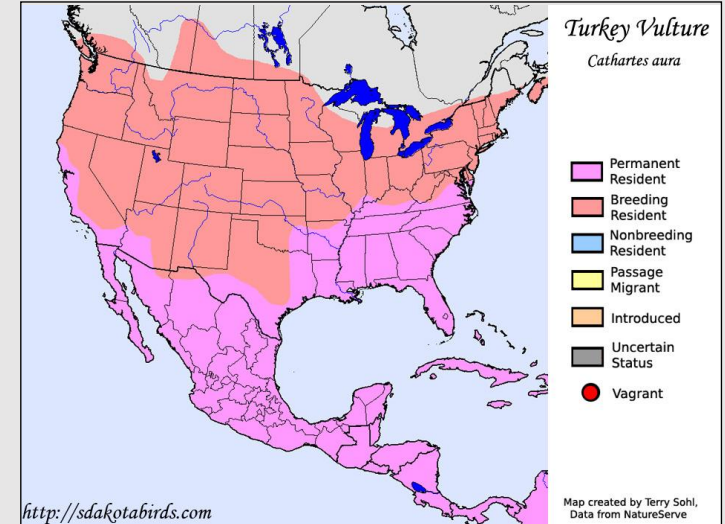 Turkey Vulture
Cathartes aura
Permanent
Resident
Breeding
Resident
Nonbreeding
Resident
Passage
Migrant
Introduced
Uncertain
Status
Vagrant
http://sdakotabirds.com
Map created by Terry Sohl,
Data from NatureServe